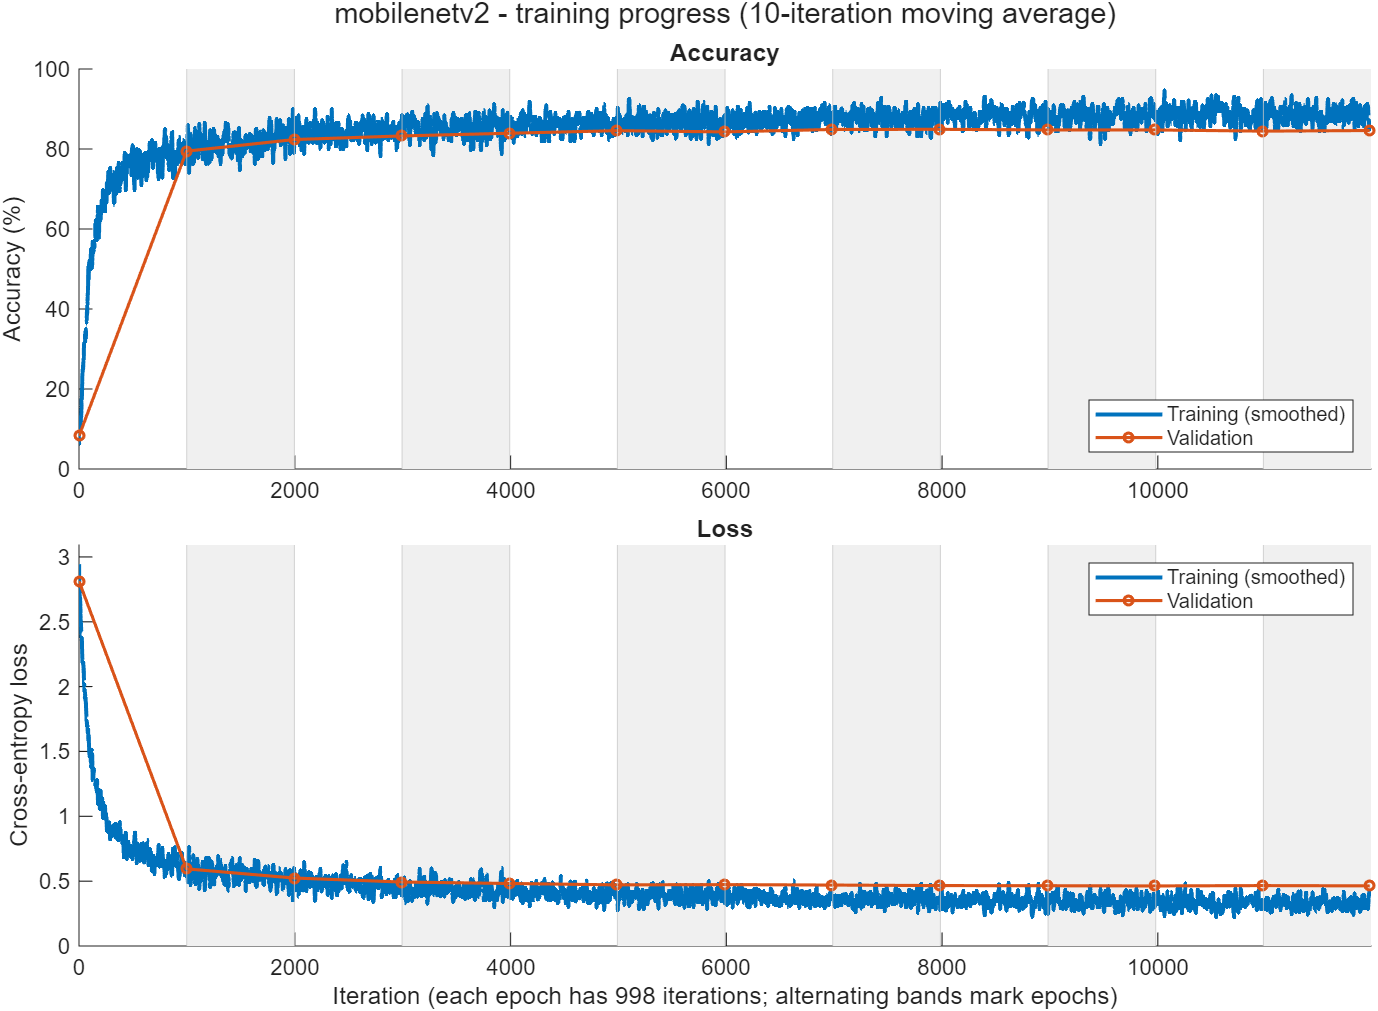 mobilenetv2 - training progress (10-iteration moving average)
Accuracy
100
80
60
40
20
0
Accuracy (%)
0 2000 4000 6000 8000 10000
Training (smoothed)
Validation
Loss
3
2.5
2
1.5
1
0.5
0
Cross-entropy loss
0 2000 4000 6000 8000 10000
Training (smoothed)
Validation
Iteration (each epoch has 998 iterations; alternating bands mark epochs)